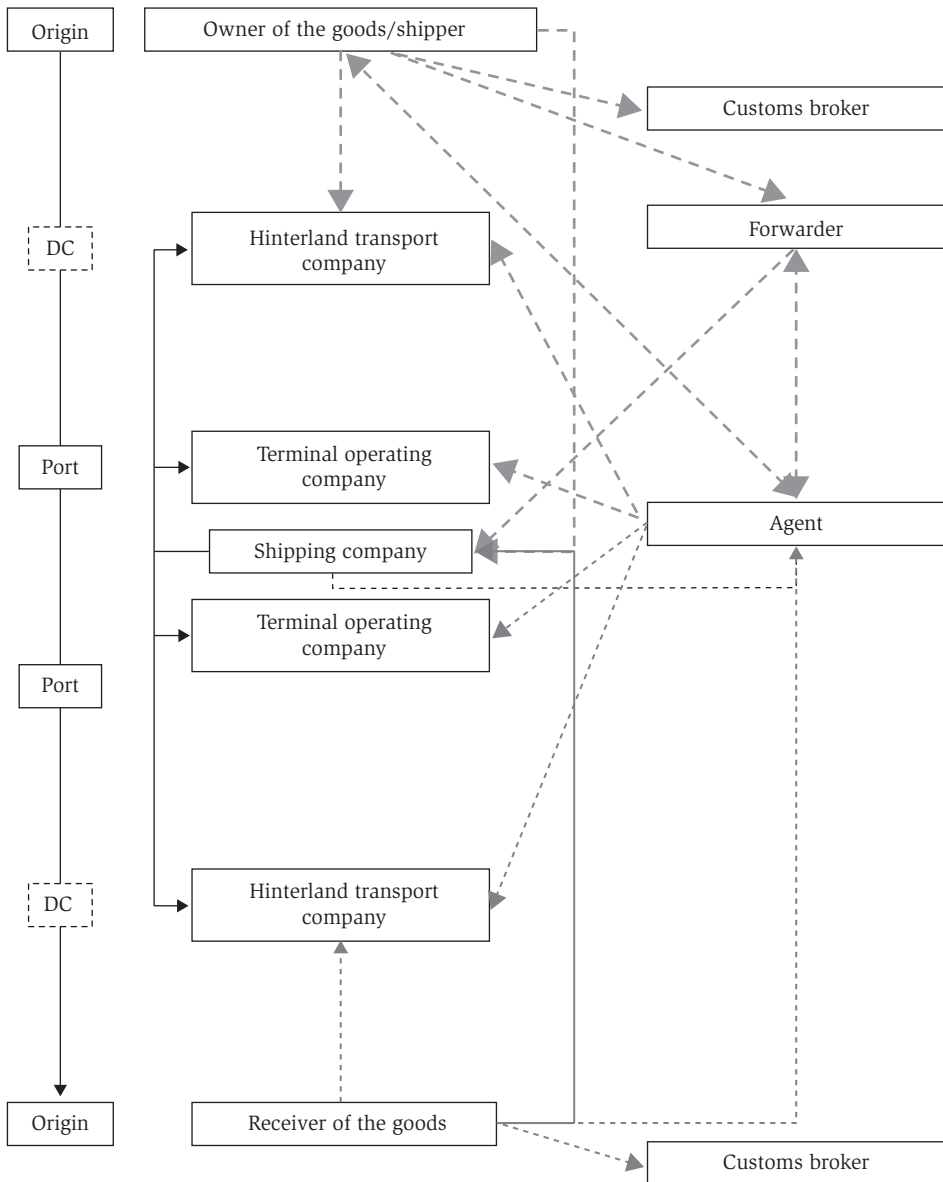 Origin
Owner of the goods/shipper
Customs broker
Forwarder
Hinterland transport
company
DC
Terminal operating
company
Port
Agent
Shipping company
Terminal operating
company
Port
Hinterland transport
company
DC
Origin
Receiver of the goods
Customs broker